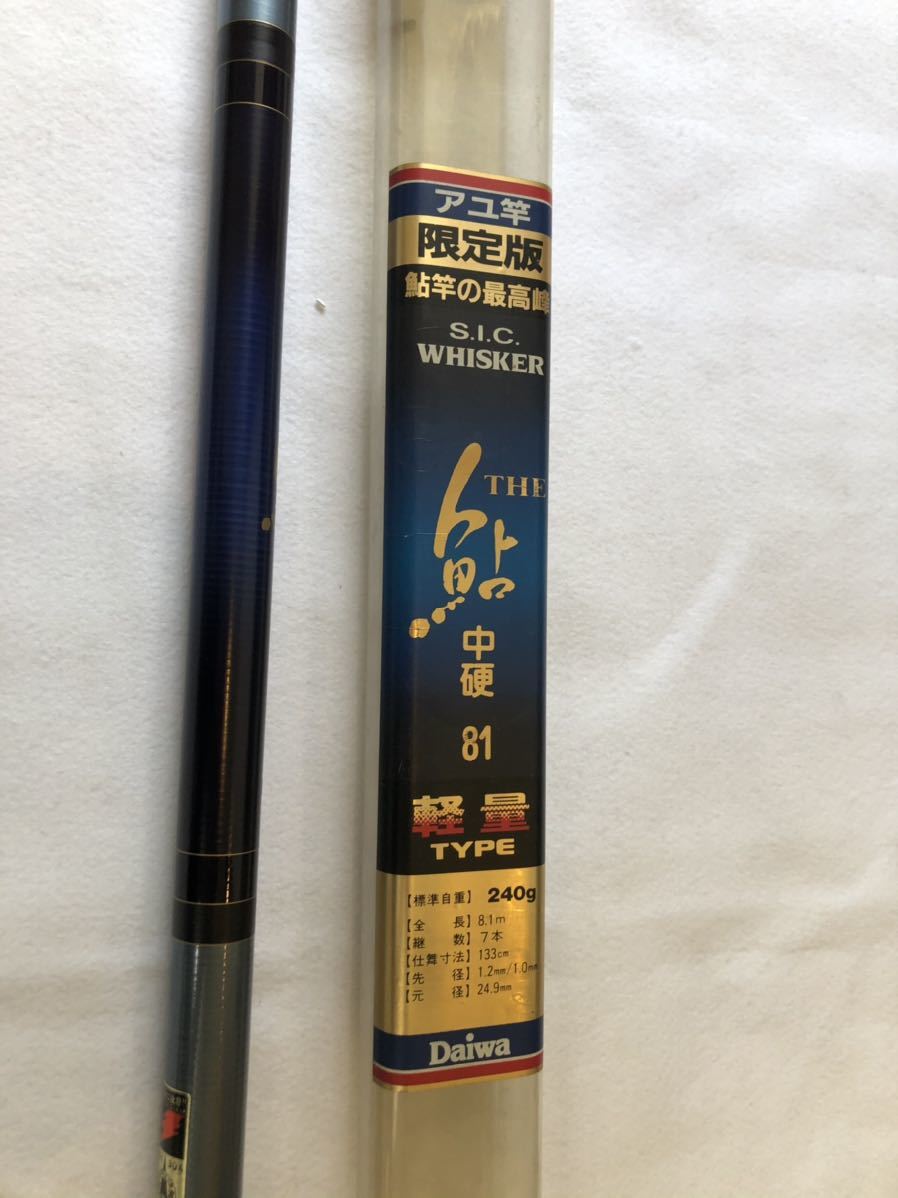 アユ竿
限定版
鮎竿の最高峰
S.I.C.
WHISKER
THE
鮎
中硬
81
軽量
TYPE
【標準自重】 240g
【全 長】 8.1m
【継 数】 7本
【仕舞寸法】 133cm
【先 径】 1.2mm/1.0mm
【元 径】 24.9mm
Daiwa